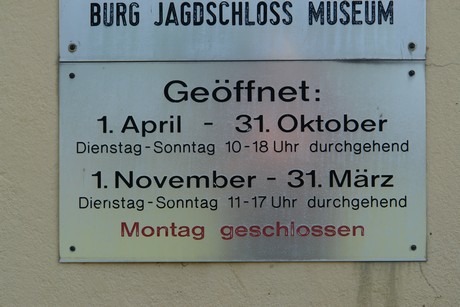 BURG JAGDSCHLOSS MUSEUM
Geöffnet:
1. April - 31. Oktober
Dienstag-Sonntag 10-18 Uhr durchgehend
1. November - 31. März
Dienstag-Sonntag 11-17 Uhr durchgehend
Montag geschlossen